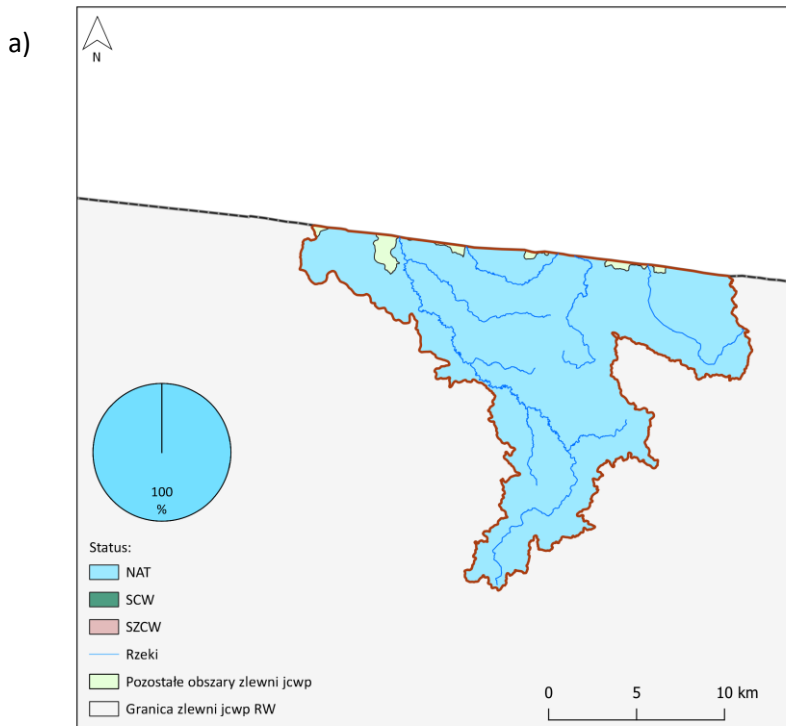 a)
N
100
%
Status:
NAT
SCW
SZCW
Rzeki
Pozostałe obszary zlewni jcwp
Granica zlewni jcwp RW
0 5 10 km